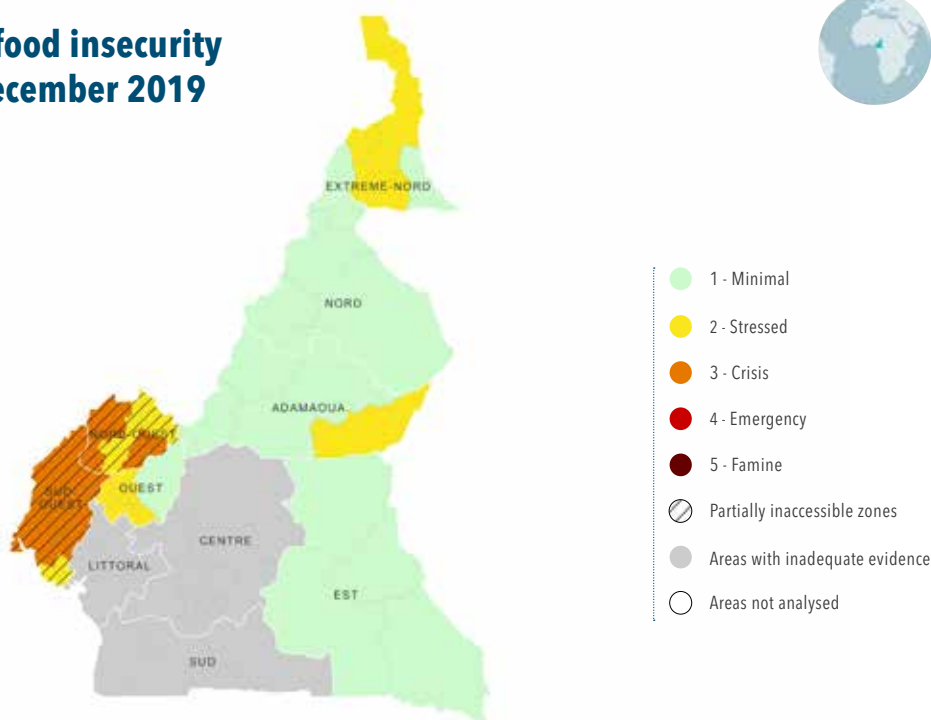 food insecurity
ecember 2019
EXTREME-NORD
NORD
ADAMAOUA
NORD-OUEST
SUD-
OUEST
OUEST
CENTRE
LITTORAL
EST
SUD
1 - Minimal
2 - Stressed
3 - Crisis
4 - Emergency
5 - Famine
Partially inaccessible zones
Areas with inadequate evidence
Areas not analysed